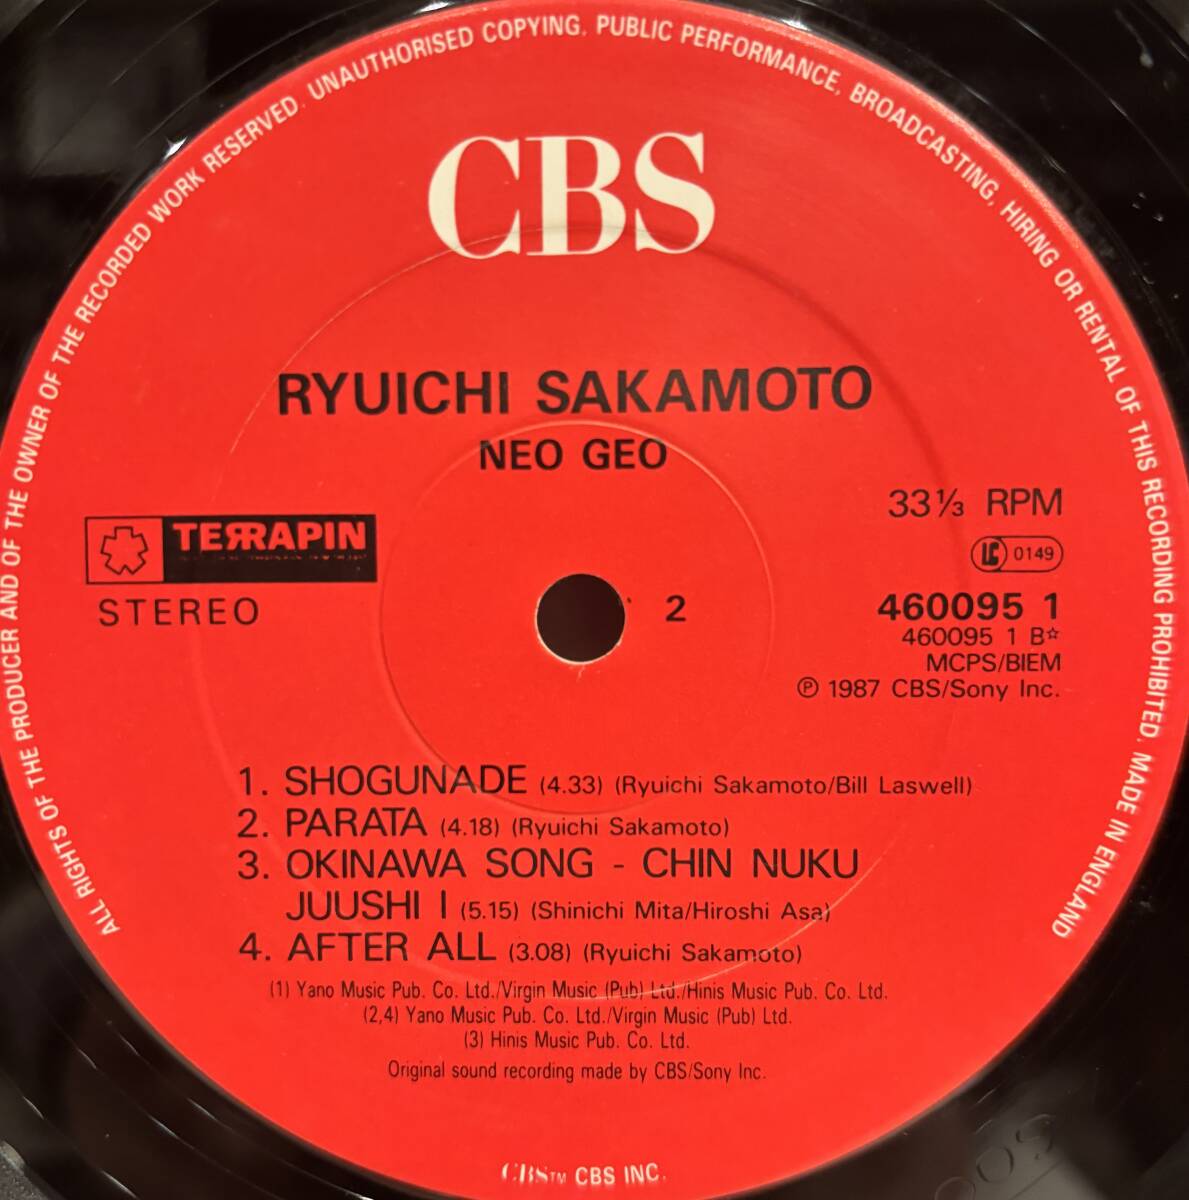 ALL RIGHTS OF THE PRODUCER AND OF THE OWNER OF THE RECORDED WORK RESERVED. UNAUTHORISED COPYING, PUBLIC PERFORMANCE, BROADCASTING, HIRING OR RENTAL OF THIS RECORDING PROHIBITED. MADE IN ENGLAND
CBS
RYUICHI SAKAMOTO
NEO GEO
33⅓ RPM
TERRAPIN
LC 0149
STEREO
2
460095 1
460095 1 B☆
MCPS/BIEM
℗ 1987 CBS/Sony Inc.
1. SHOGUNADE (4.33) (Ryuichi Sakamoto/Bill Laswell)
2. PARATA (4.18) (Ryuichi Sakamoto)
3. OKINAWA SONG - CHIN NUKU
JUUSHI I (5.15) (Shinichi Mita/Hiroshi Asa)
4. AFTER ALL (3.08) (Ryuichi Sakamoto)
(1) Yano Music Pub. Co. Ltd./Virgin Music (Pub) Ltd./Hinis Music Pub. Co. Ltd.
(2,4) Yano Music Pub. Co. Ltd./Virgin Music (Pub) Ltd.
(3) Hinis Music Pub. Co. Ltd.
Original sound recording made by CBS/Sony Inc.
CBS™ CBS INC.